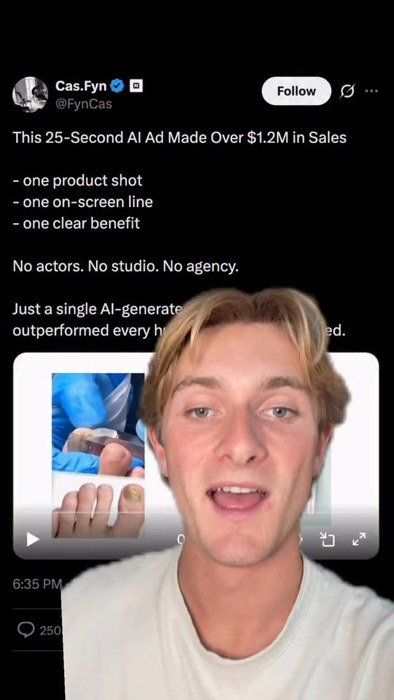 Cas.Fyn
@FynCas
Follow
This 25-Second AI Ad Made Over $1.2M in Sales
- one product shot
- one on-screen line
- one clear benefit
No actors. No studio. No agency.
Just a single AI-generate
outperformed every h ed.
6:35 PM
250